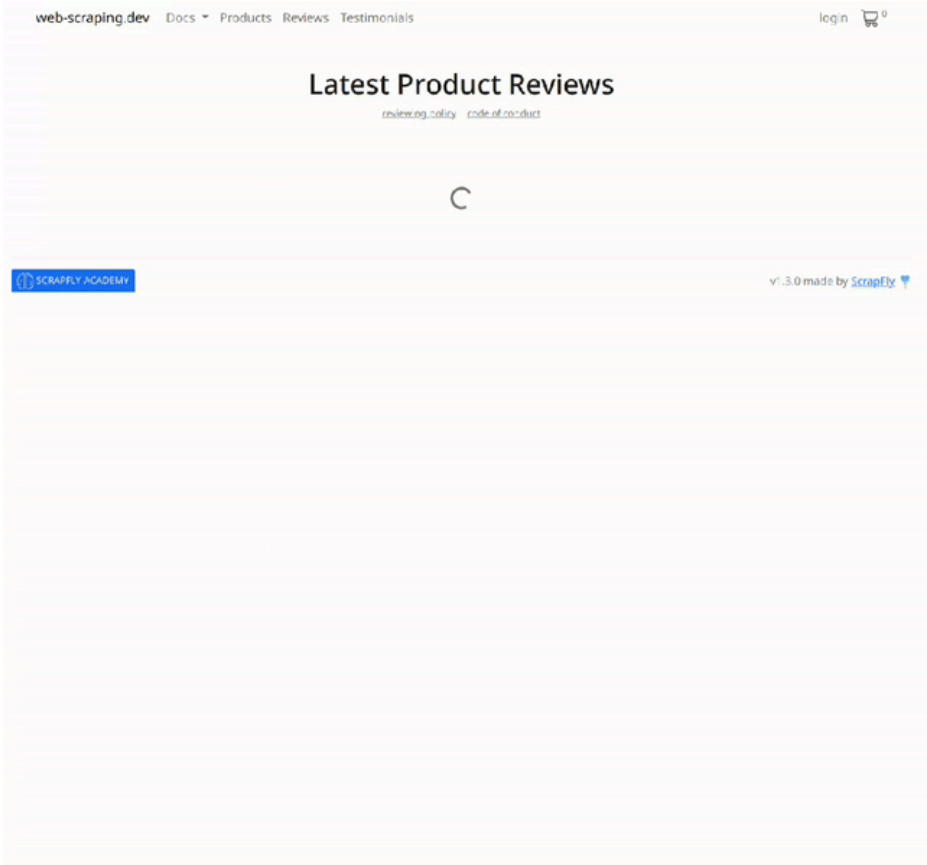 web-scraping.dev Docs Products Reviews Testimonials login 0
Latest Product Reviews
reviewing policy code of conduct
SCRAPFLY ACADEMY
v1.3.0 made by ScrapFly